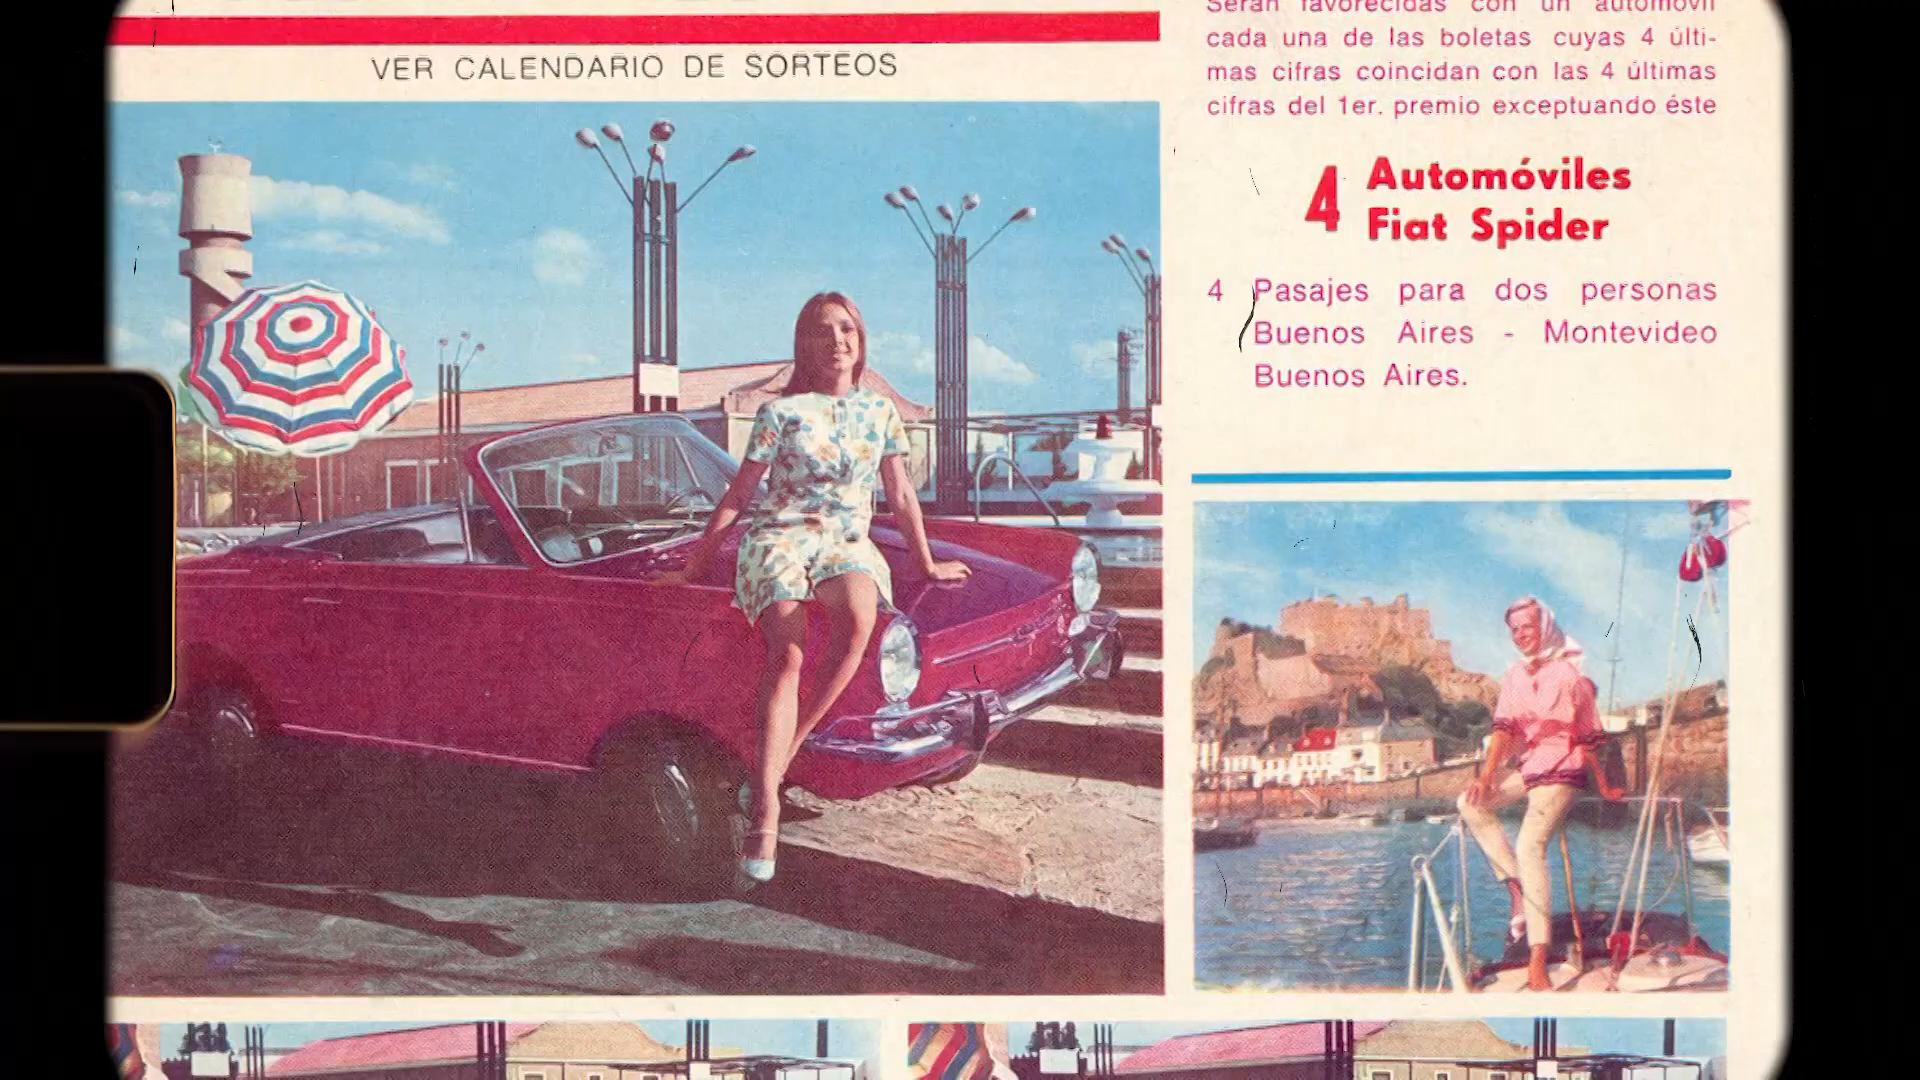 VER CALENDARIO DE SORTEOS
Serán favorecidas con un automóvil
cada una de las boletas cuyas 4 últi-
mas cifras coincidan con las 4 últimas
cifras del 1er. premio exceptuando éste
4 Automóviles
Fiat Spider
4 Pasajes para dos personas
Buenos Aires - Montevideo
Buenos Aires.